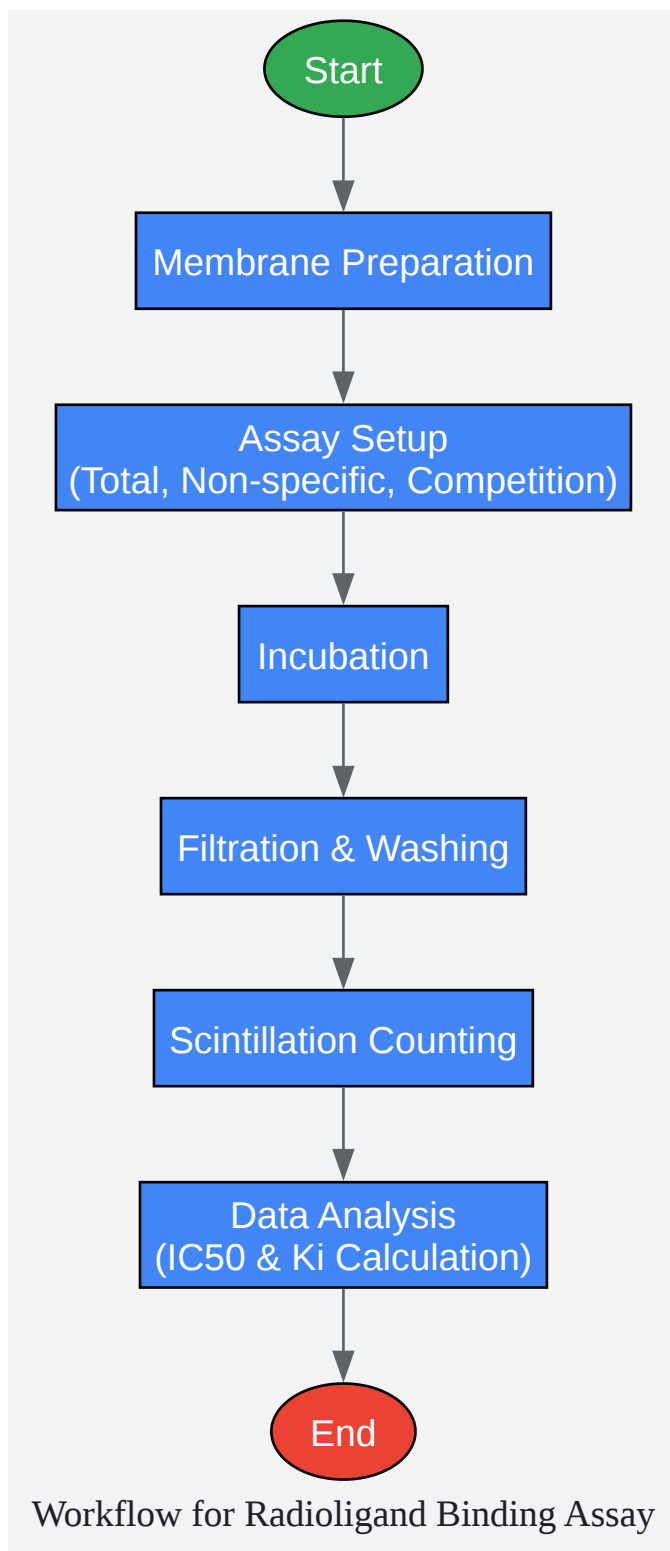 Start
Membrane Preparation
Assay Setup
(Total, Non-specific, Competition)
Incubation
Filtration & Washing
Scintillation Counting
Data Analysis
(IC50 & Ki Calculation)
End
Workflow for Radioligand Binding Assay